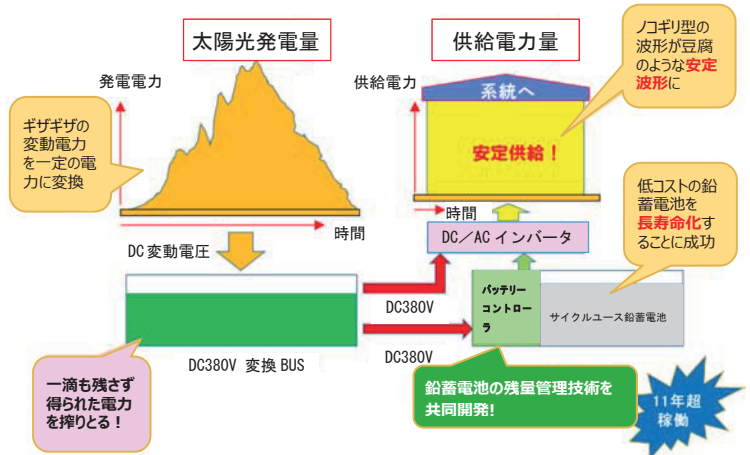 太陽光発電量
供給電力量
ノコギリ型の
波形が豆腐
のような安定
波形に
発電電力
供給電力
系統へ
ギザギザの
変動電力
を一定の電
力に変換
安定供給！
低コストの鉛
蓄電池を
長寿命化す
ることに成功
時間
時間
DC変動電圧
DC／ACインバータ
DC380V
バッテリー
コントロー
ラ
サイクルユース鉛蓄電池
DC380V 変換 BUS
DC380V
一滴も残さず
得られた電力
を搾りとる！
鉛蓄電池の残量管理技術を
共同開発!
11年超
稼働